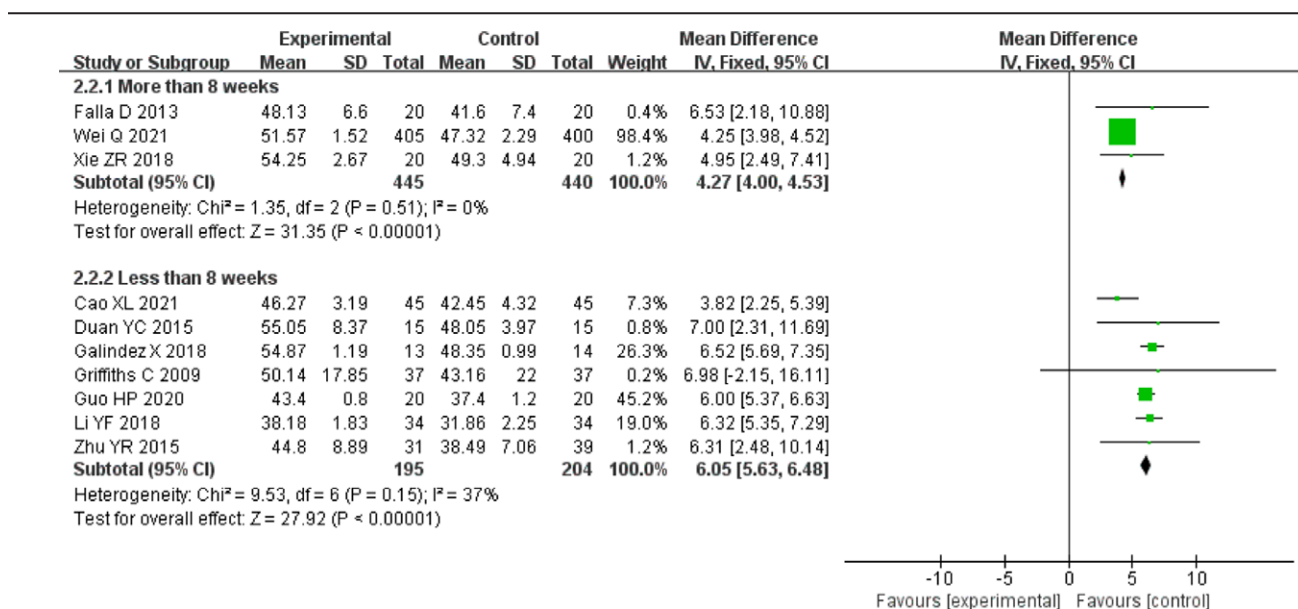 Experimental Control Mean Difference Mean Difference
Study or Subgroup Mean SD Total Mean SD Total Weight IV, Fixed, 95% CI IV, Fixed, 95% CI
2.2.1 More than 8 weeks
Falla D 2013 48.13 6.6 20 41.6 7.4 20 0.4% 6.53 [2.18, 10.88]
Wei Q 2021 51.57 1.52 405 47.32 2.29 400 98.4% 4.25 [3.98, 4.52]
Xie ZR 2018 54.25 2.67 20 49.3 4.94 20 1.2% 4.95 [2.49, 7.41]
Subtotal (95% CI) 445 440 100.0% 4.27 [4.00, 4.53]
Heterogeneity: Chi² = 1.35, df = 2 (P = 0.51); I² = 0%
Test for overall effect: Z = 31.35 (P < 0.00001)
2.2.2 Less than 8 weeks
Cao XL 2021 46.27 3.19 45 42.45 4.32 45 7.3% 3.82 [2.25, 5.39]
Duan YC 2015 55.05 8.37 15 48.05 3.97 15 0.8% 7.00 [2.31, 11.69]
Galindez X 2018 54.87 1.19 13 48.35 0.99 14 26.3% 6.52 [5.69, 7.35]
Griffiths C 2009 50.14 17.85 37 43.16 22 37 0.2% 6.98 [-2.15, 16.11]
Guo HP 2020 43.4 0.8 20 37.4 1.2 20 45.2% 6.00 [5.37, 6.63]
Li YF 2018 38.18 1.83 34 31.86 2.25 34 19.0% 6.32 [5.35, 7.29]
Zhu YR 2015 44.8 8.89 31 38.49 7.06 39 1.2% 6.31 [2.48, 10.14]
Subtotal (95% CI) 195 204 100.0% 6.05 [5.63, 6.48]
Heterogeneity: Chi² = 9.53, df = 6 (P = 0.15); I² = 37%
Test for overall effect: Z = 27.92 (P < 0.00001)
-10 -5 0 5 10
Favours [experimental] Favours [control]